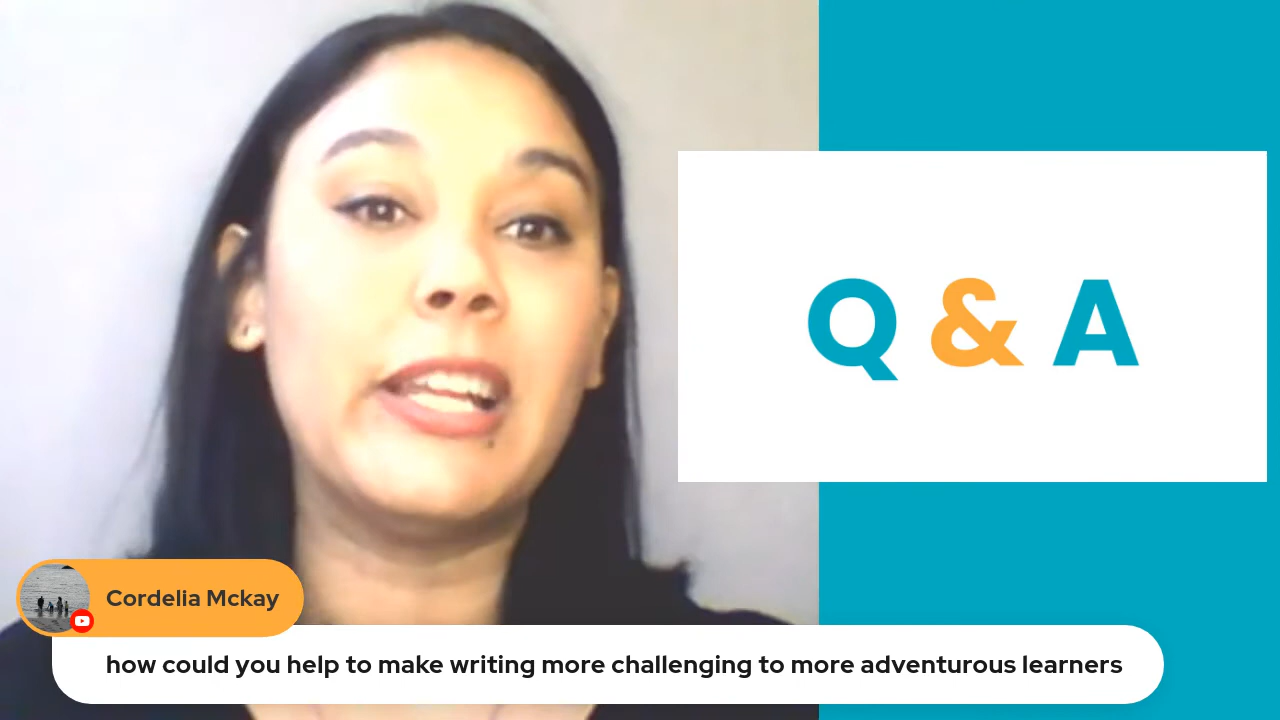 Q & A
Cordelia Mckay
how could you help to make writing more challenging to more adventurous learners